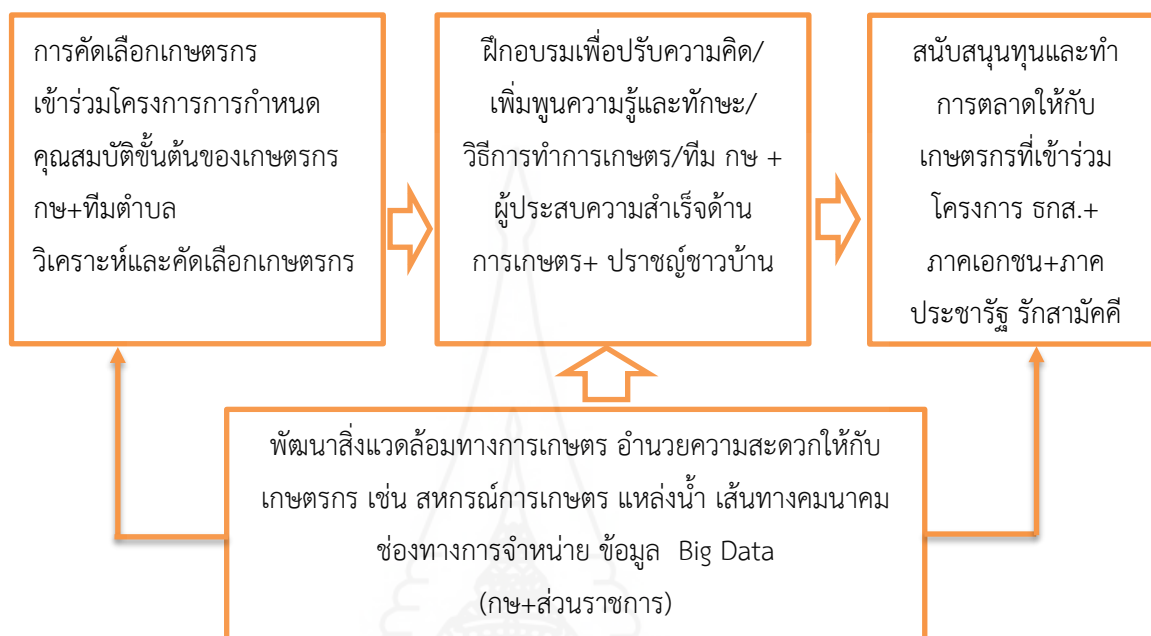 การคัดเลือกเกษตรกร
เข้าร่วมโครงการการกำหนด
คุณสมบัติขั้นต้นของเกษตรกร
กษ+ทีมตำบล
วิเคราะห์และคัดเลือกเกษตรกร
ฝึกอบรมเพื่อปรับความคิด/
เพิ่มพูนความรู้และทักษะ/
วิธีการทำการเกษตร/ทีม กษ +
ผู้ประสบความสำเร็จด้าน
การเกษตร+ ปราชญ์ชาวบ้าน
สนับสนุนทุนและทำ
การตลาดให้กับ
เกษตรกรที่เข้าร่วม
โครงการ ธกส.+
ภาคเอกชน+ภาค
ประชารัฐ รักสามัคคี
พัฒนาสิ่งแวดล้อมทางการเกษตร อำนวยความสะดวกให้กับ
เกษตรกร เช่น สหกรณ์การเกษตร แหล่งน้ำ เส้นทางคมนาคม
ช่องทางการจำหน่าย ข้อมูล Big Data
(กษ+ส่วนราชการ)